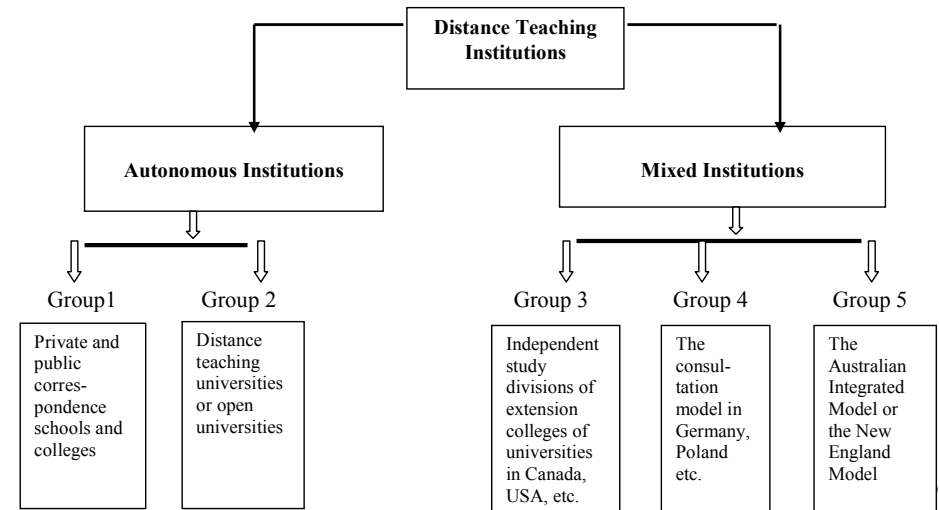 Distance Teaching
Institutions
Autonomous Institutions
Mixed Institutions
Group1
Group 2
Group 3
Group 4
Group 5
Private and
public
corres-
pondence
schools and
colleges
Distance
teaching
universities
or open
universities
Independent
study
divisions of
extension
colleges of
universities
in Canada,
USA, etc.
The
consul-
tation
model in
Germany,
Poland
etc.
The
Australian
Integrated
Model or
the New
England
Model